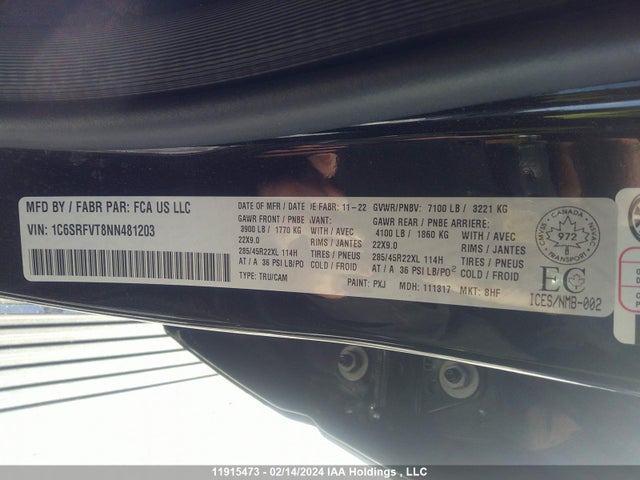 MFD BY / FABR PAR: FCA US LLC
VIN: 1C6SRFVT8NN481203
DATE OF MFR / DATE DE FABR: 11-22
GVWR/PNBV: 7100 LB / 3221 KG
GAWR FRONT / PNBE AVANT:
3900 LB / 1770 KG WITH / AVEC
22X9.0 RIMS / JANTES
285/45R22XL 114H TIRES / PNEUS
AT / A 36 PSI LB/PO² COLD / FROID
GAWR REAR / PNBE ARRIERE:
4100 LB / 1860 KG WITH / AVEC
22X9.0 RIMS / JANTES
285/45R22XL 114H TIRES / PNEUS
AT / A 36 PSI LB/PO² COLD / FROID
TYPE: TRU/CAM
PAINT: PXJ
MDH: 111317
MKT: 8HF
CANADA
972
TRANSPORT
EC
ICES/NMB-002
11915473 - 02/14/2024 IAA Holdings , LLC